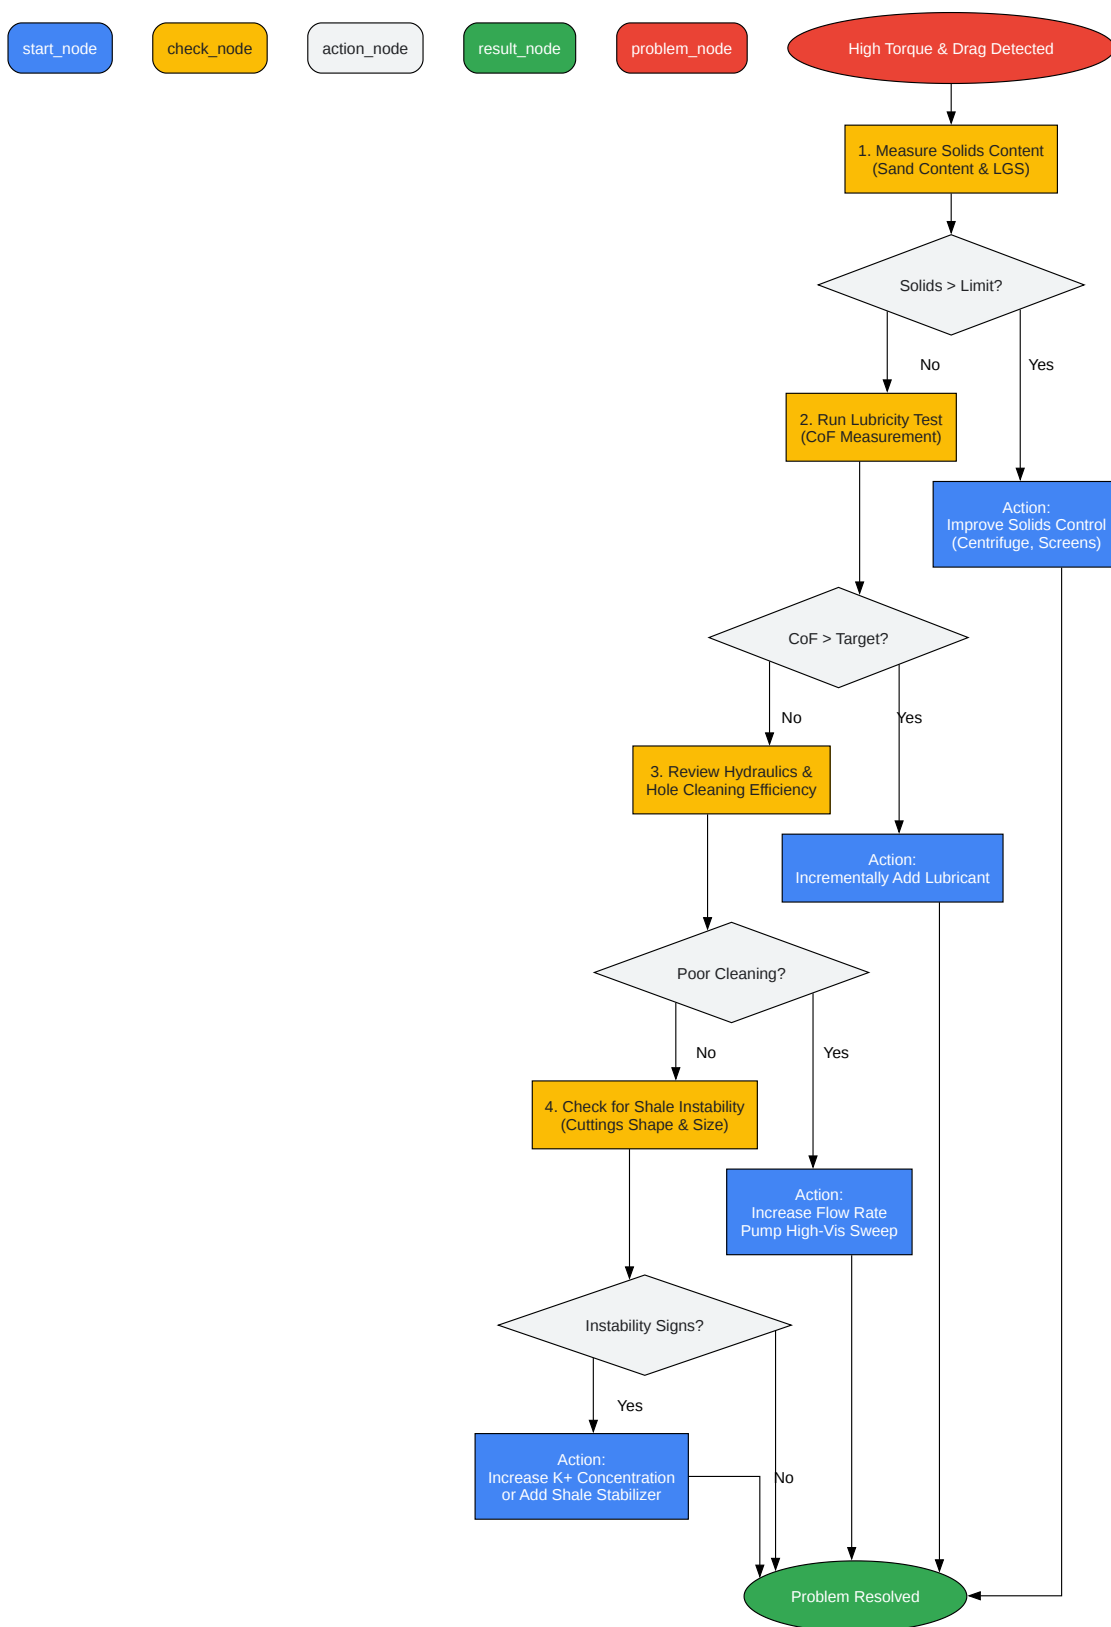 start_node
check_node
action_node
result_node
problem_node
High Torque & Drag Detected
1. Measure Solids Content
(Sand Content & LGS)
Solids > Limit?
No
Yes
2. Run Lubricity Test
(CoF Measurement)
Action:
Improve Solids Control
(Centrifuge, Screens)
CoF > Target?
No
Yes
3. Review Hydraulics &
Hole Cleaning Efficiency
Action:
Incrementally Add Lubricant
Poor Cleaning?
No
Yes
4. Check for Shale Instability
(Cuttings Shape & Size)
Action:
Increase Flow Rate
Pump High-Vis Sweep
Instability Signs?
Yes
Action:
Increase K+ Concentration
or Add Shale Stabilizer
No
Problem Resolved